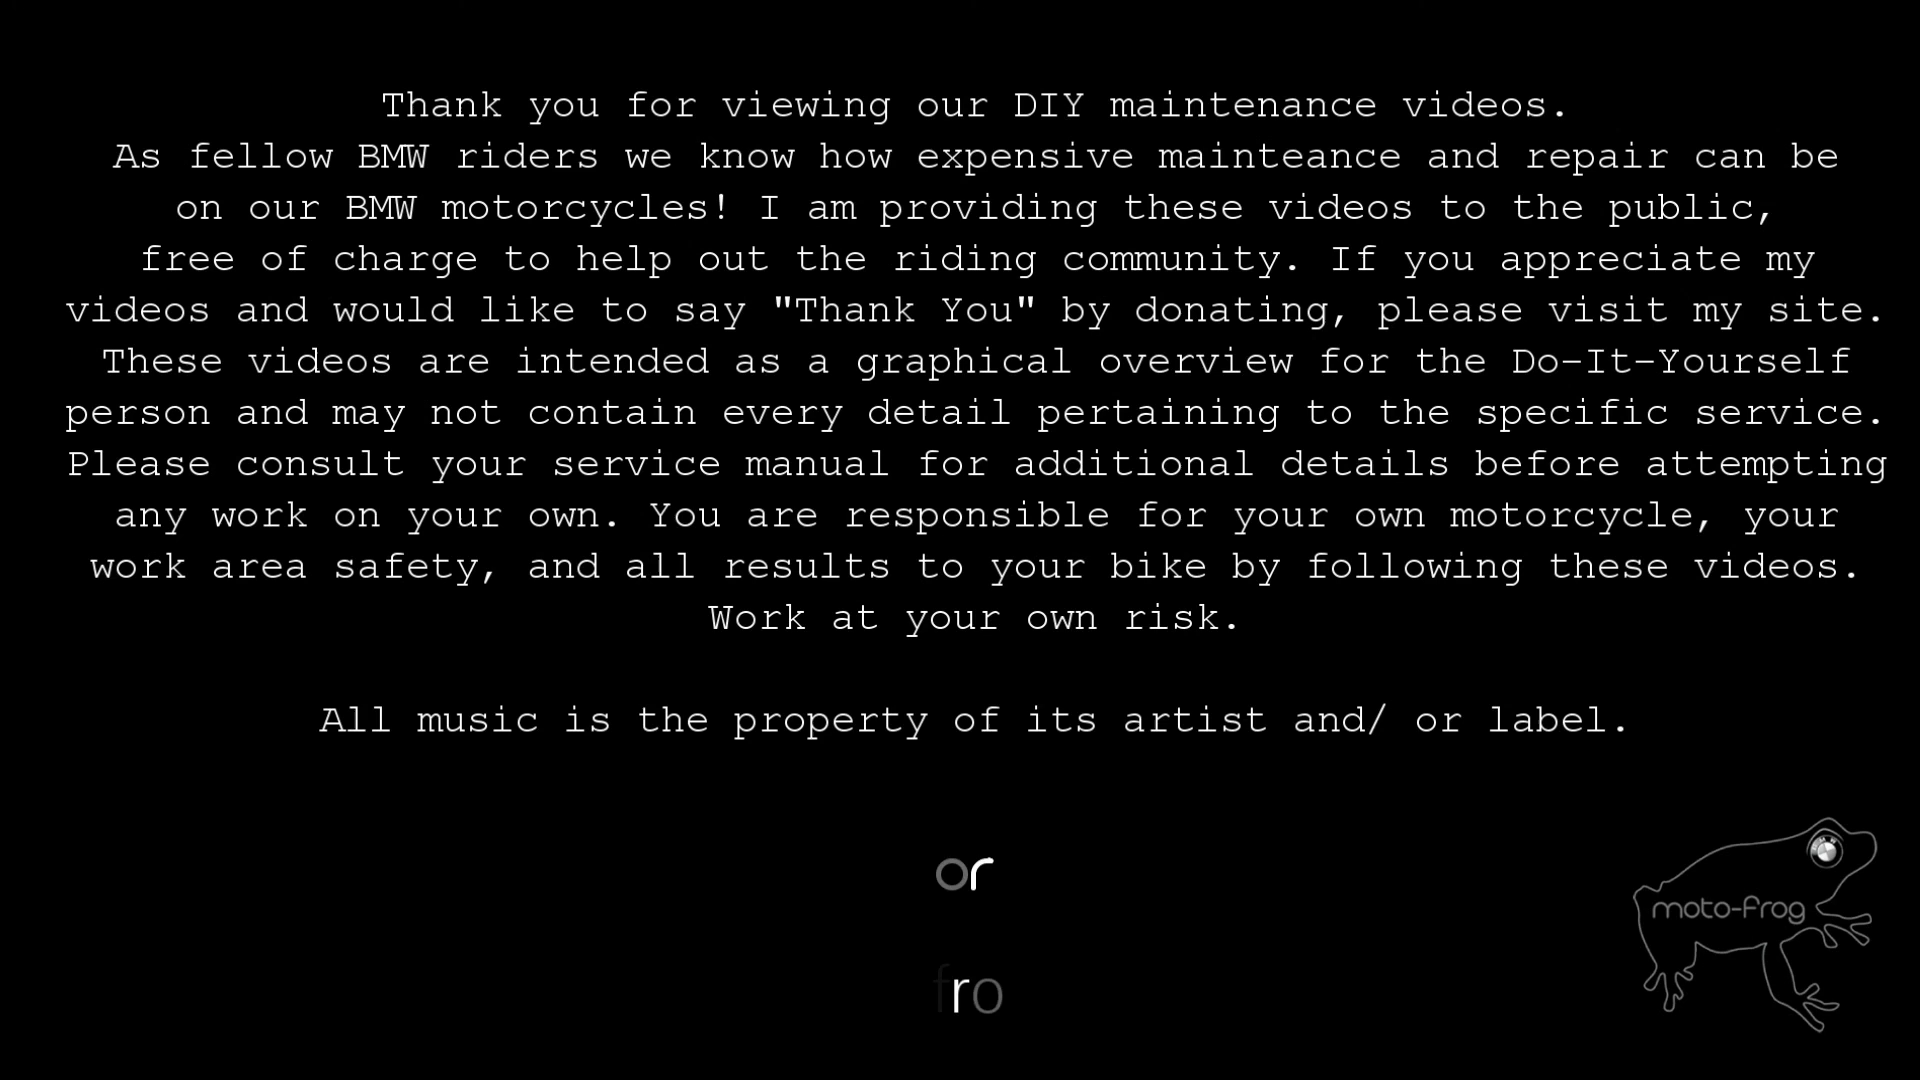 Thank you for viewing our DIY maintenance videos.
As fellow BMW riders we know how expensive mainteance and repair can be
on our BMW motorcycles! I am providing these videos to the public,
free of charge to help out the riding community. If you appreciate my
videos and would like to say "Thank You" by donating, please visit my site.
These videos are intended as a graphical overview for the Do-It-Yourself
person and may not contain every detail pertaining to the specific service.
Please consult your service manual for additional details before attempting
any work on your own. You are responsible for your own motorcycle, your
work area safety, and all results to your bike by following these videos.
Work at your own risk.
All music is the property of its artist and/ or label.
or
moto-frog
fro